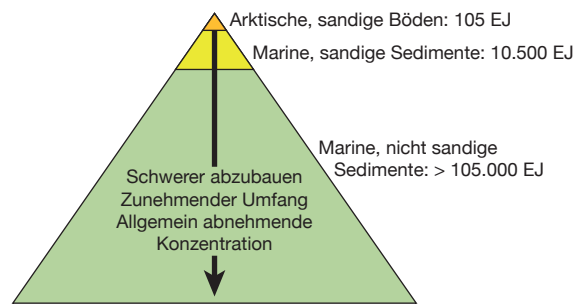 Arktische, sandige Böden: 105 EJ
Marine, sandige Sedimente: 10.500 EJ
Marine, nicht sandige
Sedimente: > 105.000 EJ
Schwerer abzubauen
Zunehmender Umfang
Allgemein abnehmende
Konzentration